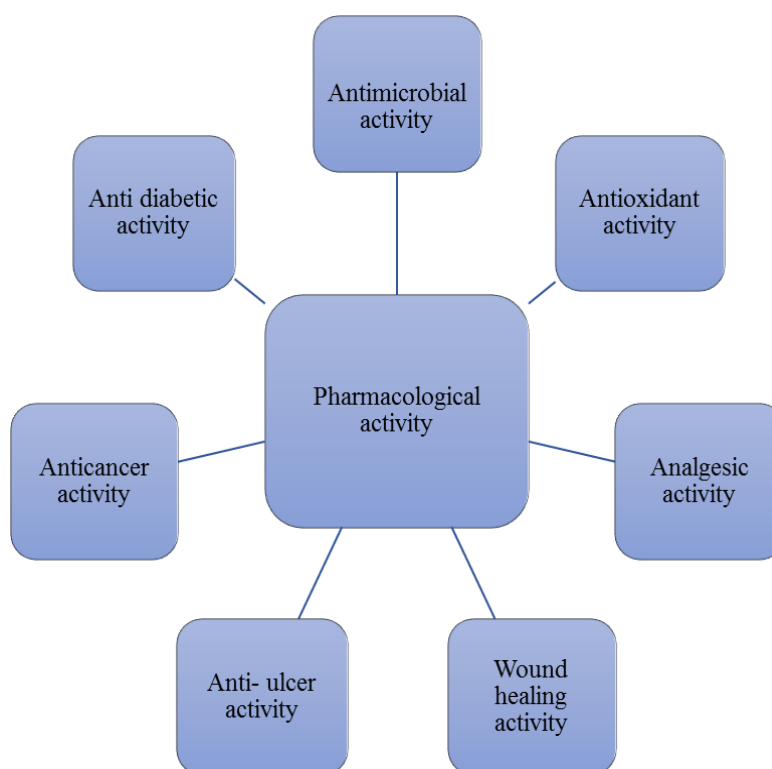 Antimicrobial
activity
Anti diabetic
activity
Antioxidant
activity
Pharmacological
activity
Anticancer
activity
Analgesic
activity
Anti- ulcer
activity
Wound
healing
activity